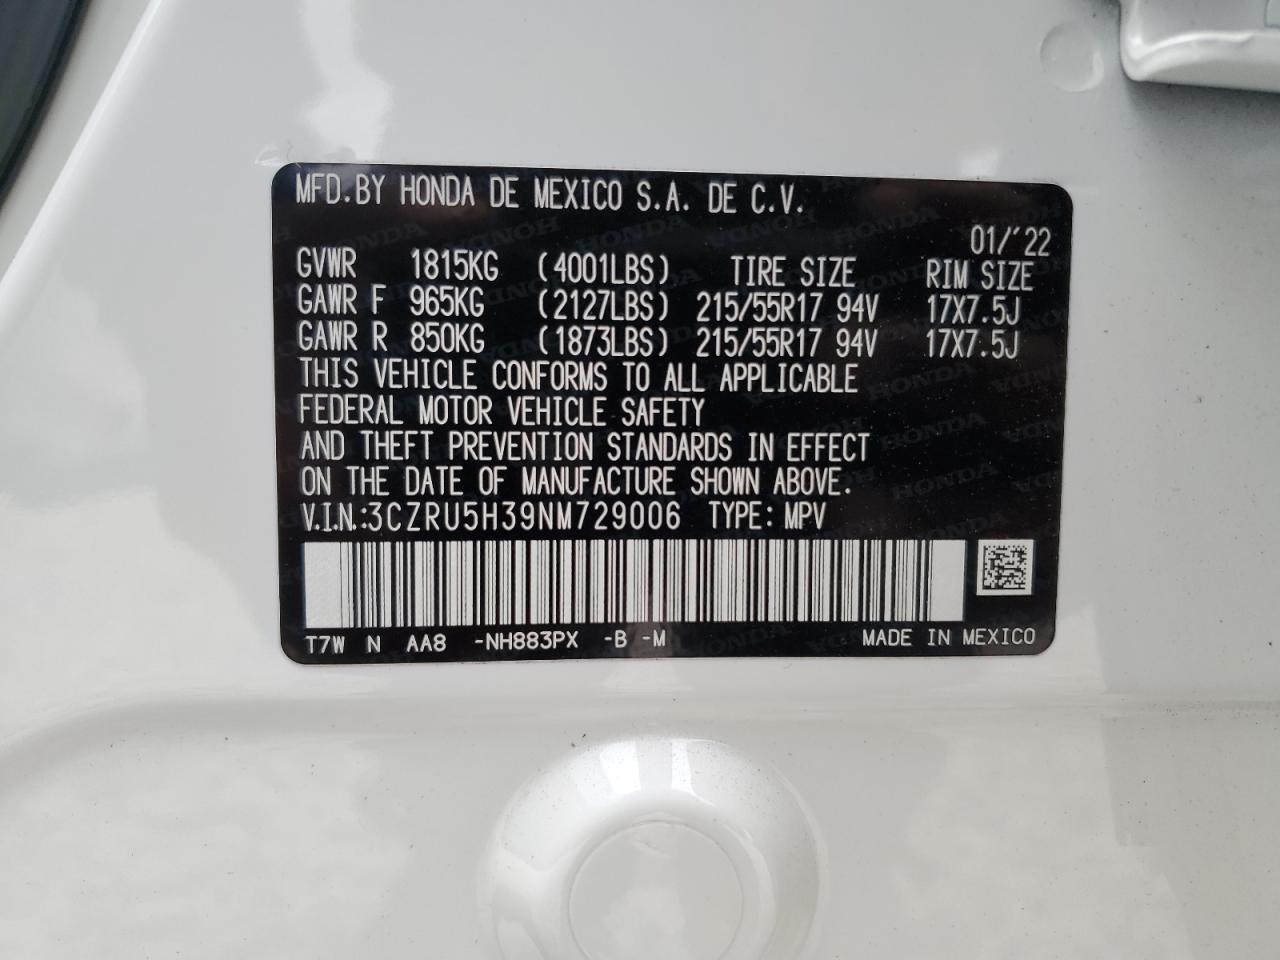 MFD.BY HONDA DE MEXICO S.A. DE C.V.
01/'22
GVWR 1815KG (4001LBS) TIRE SIZE RIM SIZE
GAWR F 965KG (2127LBS) 215/55R17 94V 17X7.5J
GAWR R 850KG (1873LBS) 215/55R17 94V 17X7.5J
THIS VEHICLE CONFORMS TO ALL APPLICABLE
FEDERAL MOTOR VEHICLE SAFETY
AND THEFT PREVENTION STANDARDS IN EFFECT
ON THE DATE OF MANUFACTURE SHOWN ABOVE.
V.I.N.:3CZRU5H39NM729006 TYPE: MPV
T7W N AA8 -NH883PX -B -M MADE IN MEXICO